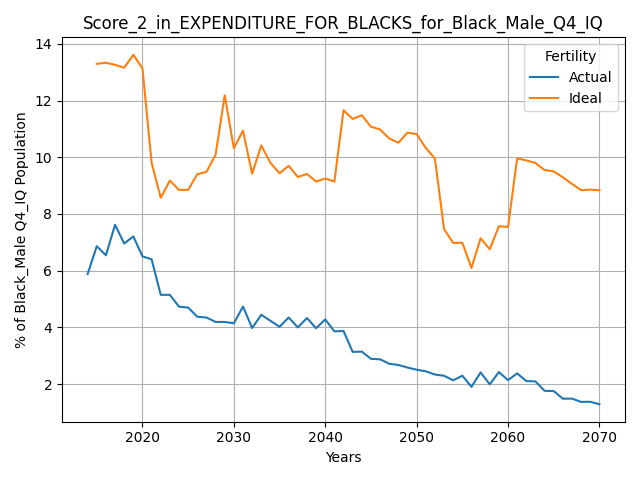 Score_2_in_EXPENDITURE_FOR_BLACKS_for_Black_Male_Q4_IQ
Fertility
Actual
Ideal
14
12
10
8
6
4
2
% of Black_Male Q4_IQ Population
2020
2030
2040
2050
2060
2070
Years